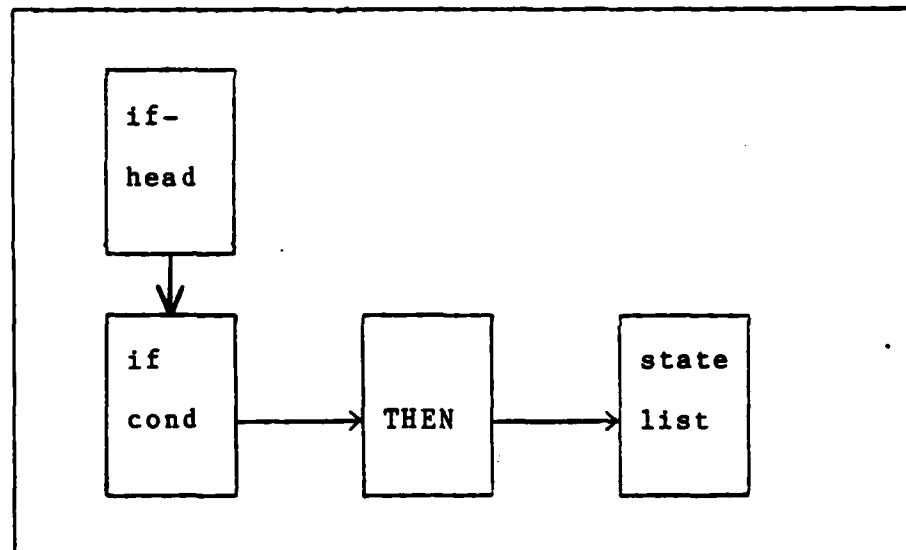 if-
head
if
cond
THEN
state
list